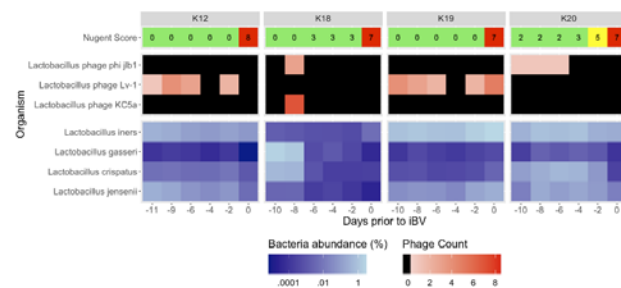 K12 K18 K19 K20
Nugent Score 0 0 0 0 0 8 0 0 3 3 3 7 0 0 0 0 0 7 2 2 2 3 5 7
Lactobacillus phage phi jlb1
Lactobacillus phage Lv-1
Lactobacillus phage KC5a
Organism
Lactobacillus iners
Lactobacillus gasseri
Lactobacillus crispatus
Lactobacillus jensenii
-11 -9 -6 -4 -2 0 -10 -8 -6 -4 -2 0 -10 -8 -6 -4 -2 0 -10 -8 -6 -4 -2 0
Days prior to iBV
Bacteria abundance (%) Phage Count
.0001 .01 1 0 2 4 6 8